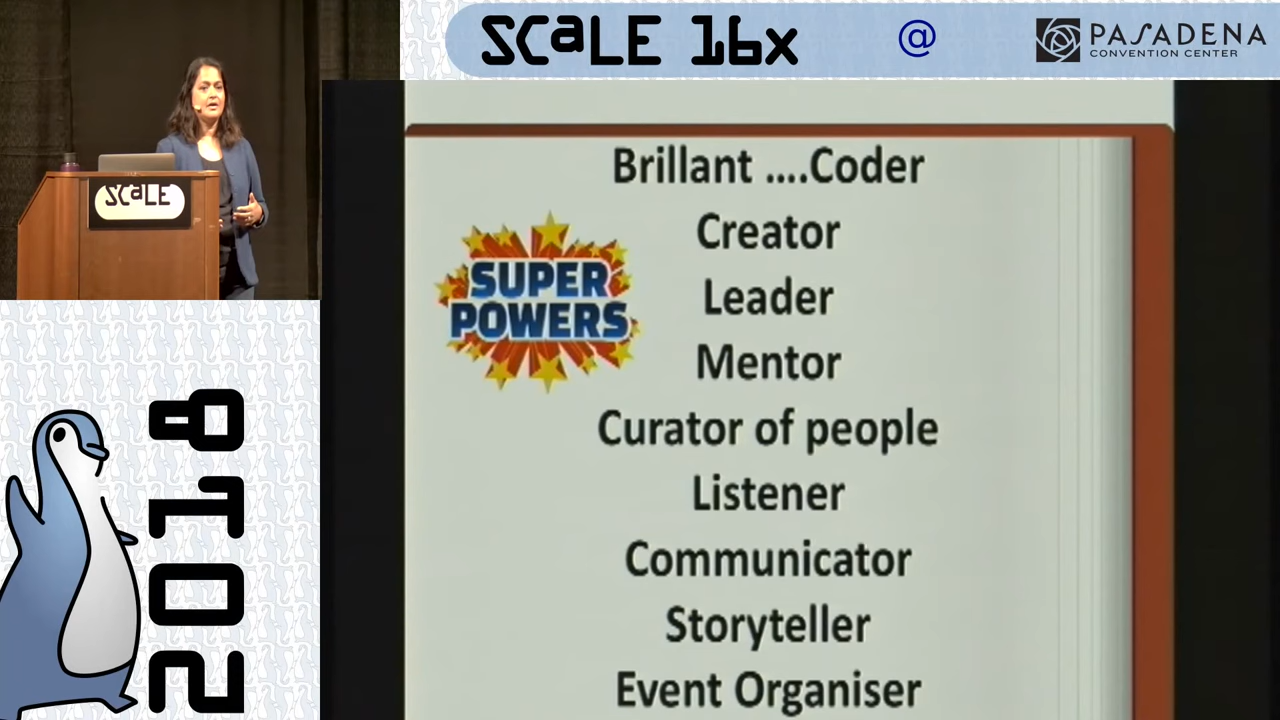 SCALE 16x @ PASADENA
CONVENTION CENTER
SCALE
Brillant ....Coder
Creator
SUPER
POWERS
Leader
Mentor
Curator of people
Listener
Communicator
Storyteller
Event Organiser
2018